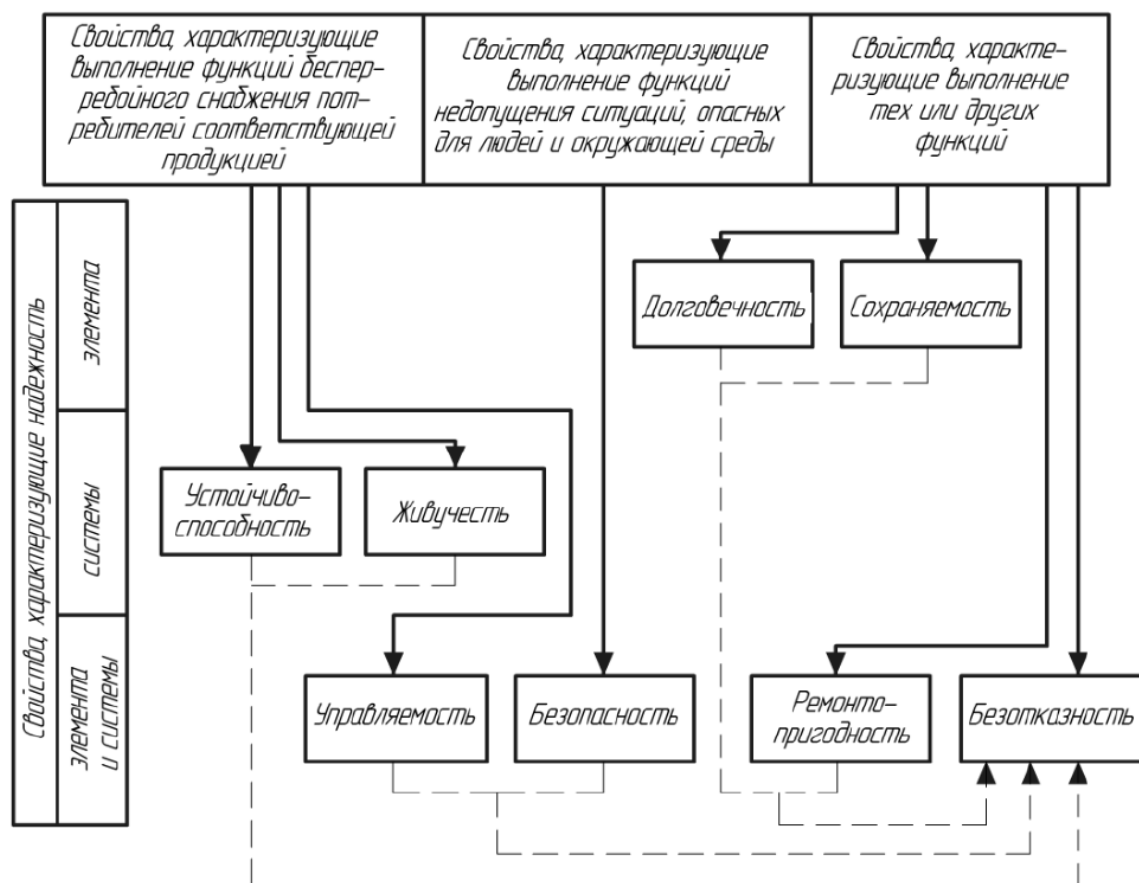 Свойства, характеризующие
выполнение функций беспер-
ребойного снабжения пот-
ребителей соответствующей
продукцией
Свойства, характеризующие
выполнение функций
недопущения ситуаций, опасных
для людей и окружающей среды
Свойства, характе-
ризующие выполнение
тех или других
функций
Свойства, характеризующие надежность
элемента
системы
элемента
и системы
Долговечность
Сохраняемость
Устойчиво-
способность
Живучесть
Управляемость
Безопасность
Ремонто-
пригодность
Безотказность